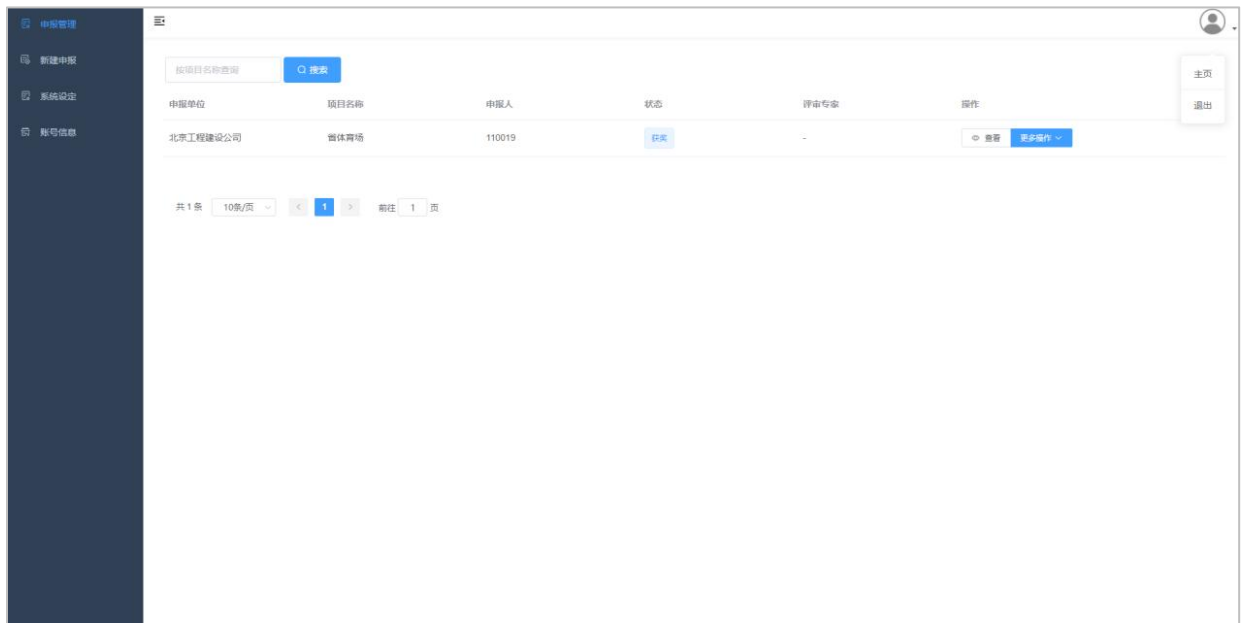 申报管理
新建申报
系统设定
账号信息
按项目名称查询 搜索
主页
退出
申报单位 项目名称 申报人 状态 评审专家 操作
北京工程建设公司 省体育场 110019 获奖 - 查看 更多操作
共 1 条 10条/页 1 前往 1 页